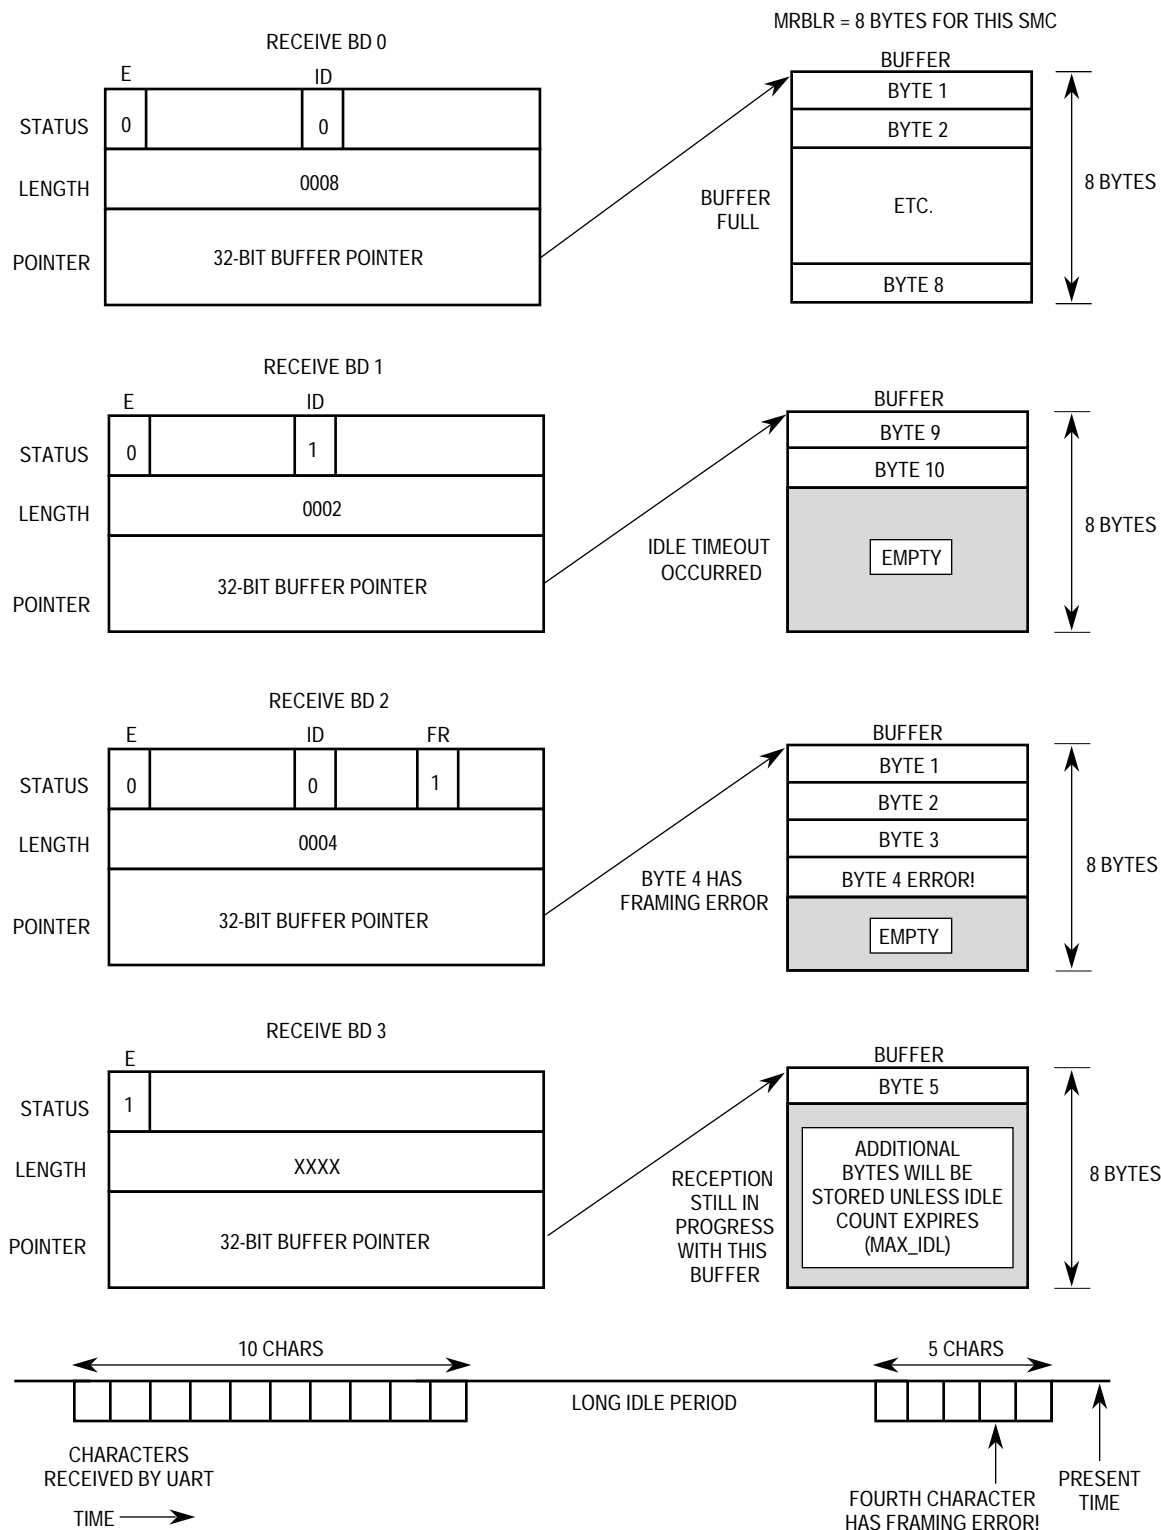 MRBLR = 8 BYTES FOR THIS SMC
RECEIVE BD 0
E
ID
STATUS
0
0
LENGTH
0008
POINTER
32-BIT BUFFER POINTER
BUFFER
FULL
BUFFER
BYTE 1
BYTE 2
ETC.
BYTE 8
8 BYTES
RECEIVE BD 1
E
ID
STATUS
0
1
LENGTH
0002
POINTER
32-BIT BUFFER POINTER
IDLE TIMEOUT
OCCURRED
BUFFER
BYTE 9
BYTE 10
EMPTY
8 BYTES
RECEIVE BD 2
E
ID
FR
STATUS
0
0
1
LENGTH
0004
POINTER
32-BIT BUFFER POINTER
BYTE 4 HAS
FRAMING ERROR
BUFFER
BYTE 1
BYTE 2
BYTE 3
BYTE 4 ERROR!
EMPTY
8 BYTES
RECEIVE BD 3
E
STATUS
1
LENGTH
XXXX
POINTER
32-BIT BUFFER POINTER
RECEPTION
STILL IN
PROGRESS
WITH THIS
BUFFER
BUFFER
BYTE 5
ADDITIONAL
BYTES WILL BE
STORED UNLESS IDLE
COUNT EXPIRES
(MAX_IDL)
8 BYTES
10 CHARS
5 CHARS
LONG IDLE PERIOD
CHARACTERS
RECEIVED BY UART
TIME
FOURTH CHARACTER
HAS FRAMING ERROR!
PRESENT
TIME